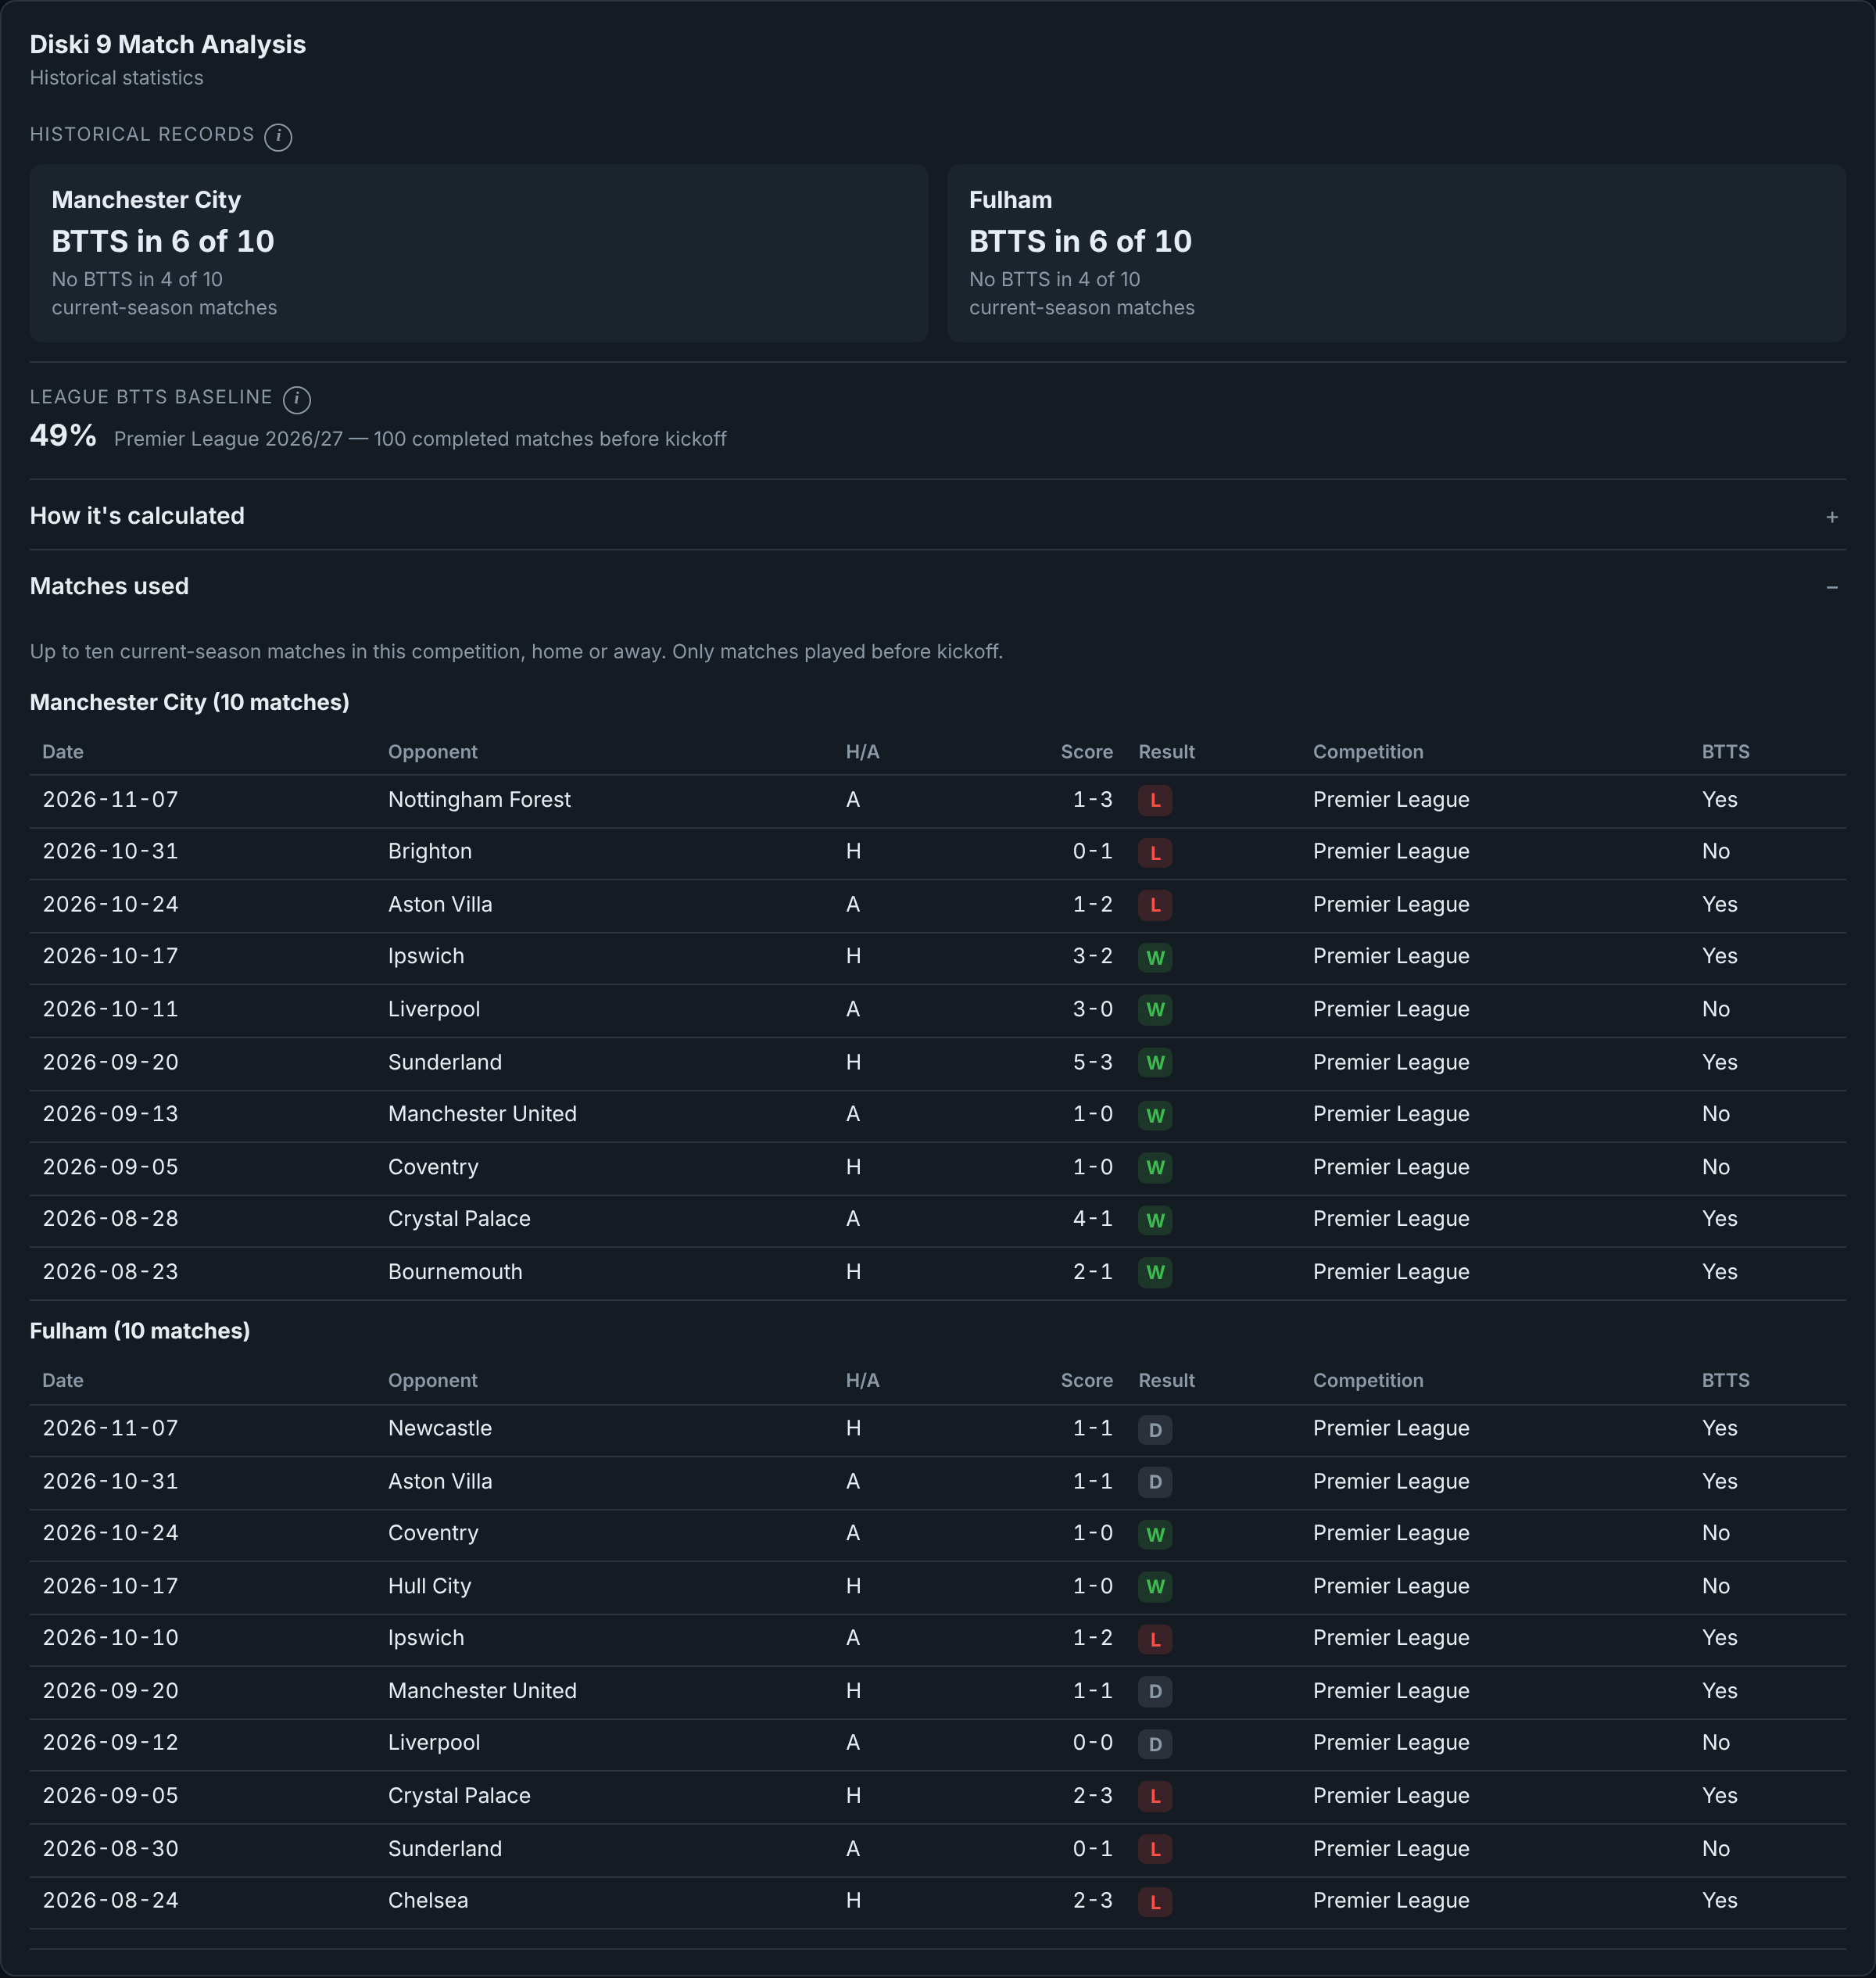 Diski 9 Match Analysis
Historical statistics
HISTORICAL RECORDS i
Manchester City
BTTS in 6 of 10
No BTTS in 4 of 10
current-season matches
Fulham
BTTS in 6 of 10
No BTTS in 4 of 10
current-season matches
LEAGUE BTTS BASELINE i
49% Premier League 2026/27 — 100 completed matches before kickoff
How it's calculated +
Matches used −
Up to ten current-season matches in this competition, home or away. Only matches played before kickoff.
Manchester City (10 matches)
Date Opponent H/A Score Result Competition BTTS
2026-11-07 Nottingham Forest A 1-3 L Premier League Yes
2026-10-31 Brighton H 0-1 L Premier League No
2026-10-24 Aston Villa A 1-2 L Premier League Yes
2026-10-17 Ipswich H 3-2 W Premier League Yes
2026-10-11 Liverpool A 3-0 W Premier League No
2026-09-20 Sunderland H 5-3 W Premier League Yes
2026-09-13 Manchester United A 1-0 W Premier League No
2026-09-05 Coventry H 1-0 W Premier League No
2026-08-28 Crystal Palace A 4-1 W Premier League Yes
2026-08-23 Bournemouth H 2-1 W Premier League Yes
Fulham (10 matches)
Date Opponent H/A Score Result Competition BTTS
2026-11-07 Newcastle H 1-1 D Premier League Yes
2026-10-31 Aston Villa A 1-1 D Premier League Yes
2026-10-24 Coventry A 1-0 W Premier League No
2026-10-17 Hull City H 1-0 W Premier League No
2026-10-10 Ipswich A 1-2 L Premier League Yes
2026-09-20 Manchester United H 1-1 D Premier League Yes
2026-09-12 Liverpool A 0-0 D Premier League No
2026-09-05 Crystal Palace H 2-3 L Premier League Yes
2026-08-30 Sunderland A 0-1 L Premier League No
2026-08-24 Chelsea H 2-3 L Premier League Yes